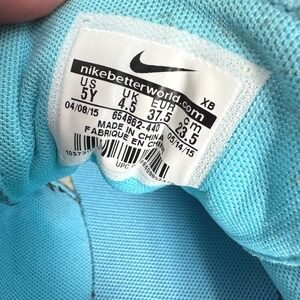 nikebetterworld.com
XB
US UK EUR cm
5Y 4.5 37.5 23.5
04/08/15 654862-440 05/14/15
MADE IN CHINA
FABRIQUE EN CHINE
UPC